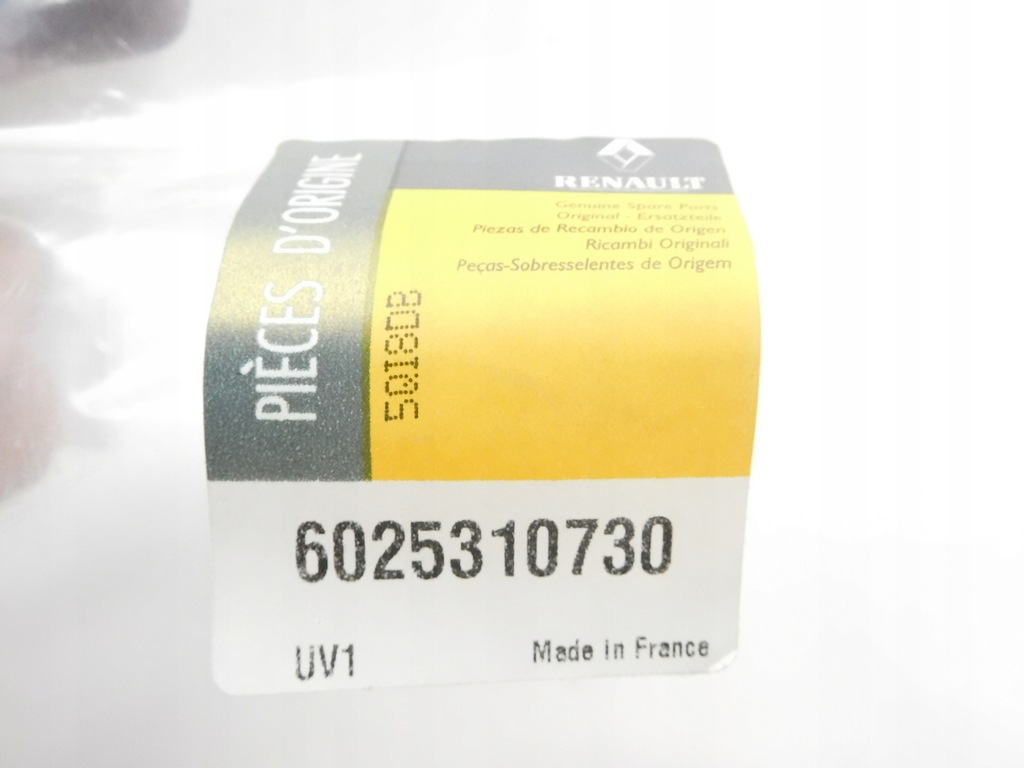 PIÈCES D'ORIGINE
RENAULT
Genuine Spare Parts
Original - Ersatzteile
Piezas de Recambio de Origen
Ricambi Originali
Peças-Sobresselentes de Origem
5018DB
6025310730
UV1
Made in France